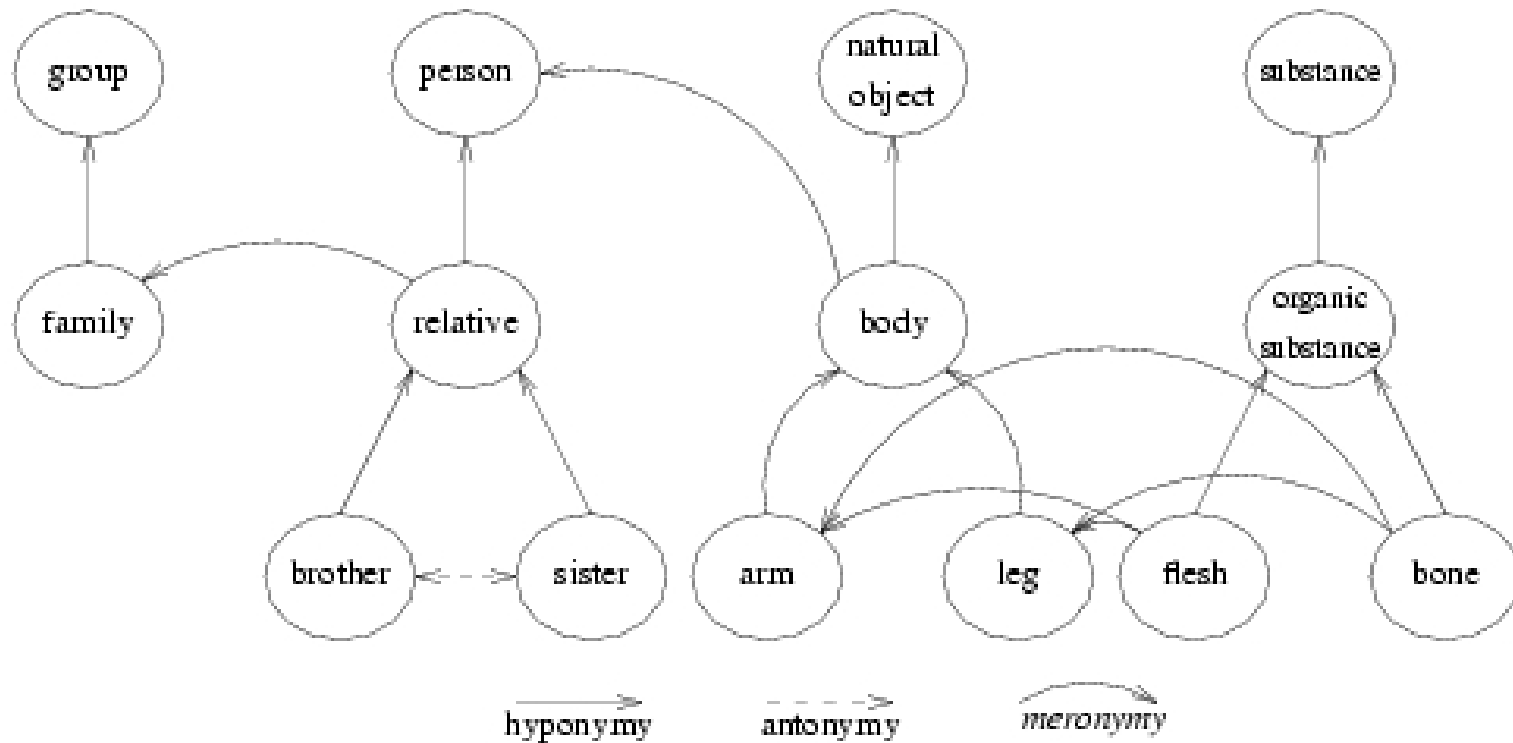 group
person
natural
object
substance
family
relative
body
organic
substance
brother
sister
arm
leg
flesh
bone
hyponymy
antonymy
meronymy